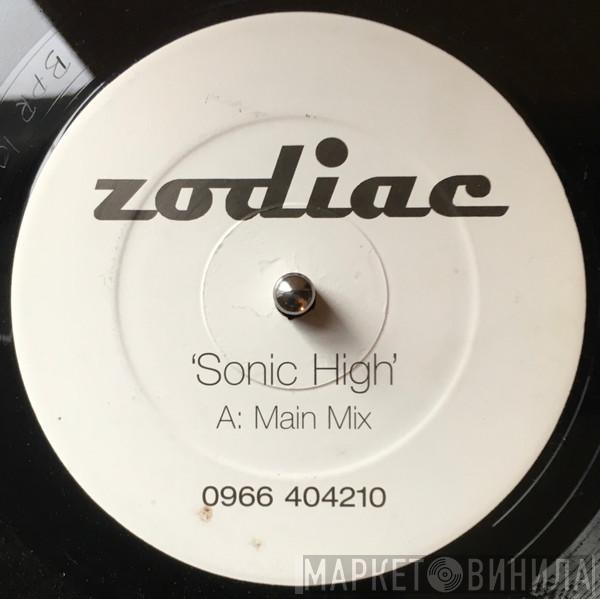 zodiac
'Sonic High'
A: Main Mix
0966 404210
МАРКЕТ ВИНИЛА